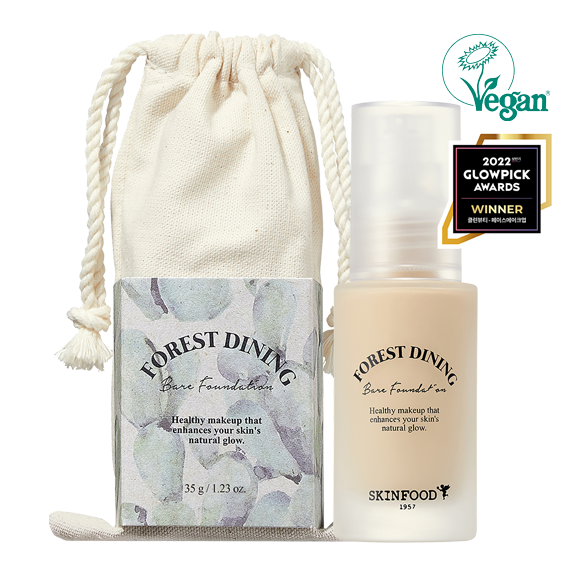 Vegan
2022
GLOWPICK
AWARDS
WINNER
클린뷰티 - 페이스메이크업
FOREST DINING
Bare Foundation
Healthy makeup that
enhances your skin's
natural glow.
35 g / 1.23 oz.
FOREST DINING
Bare Foundation
Healthy makeup that
enhances your skin's
natural glow.
SKINFOOD
1957